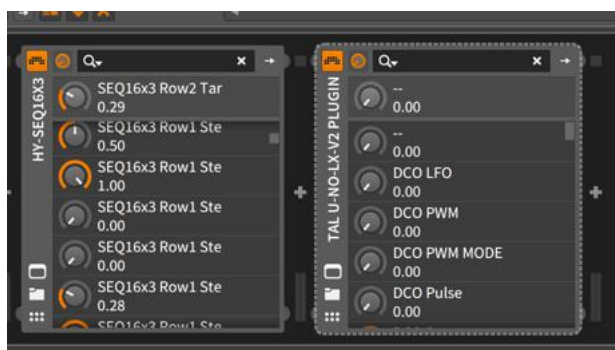 HY-SEQ16X3
SEQ16x3 Row2 Tar
0.29
SEQ16x3 Row1 Ste
0.50
SEQ16x3 Row1 Ste
1.00
SEQ16x3 Row1 Ste
0.00
SEQ16x3 Row1 Ste
0.00
SEQ16x3 Row1 Ste
0.28
SEQ16x3 Row1 Ste
TAL U-NO-LX-V2 PLUGIN
--
0.00
--
0.00
DCO LFO
0.00
DCO PWM
0.00
DCO PWM MODE
0.00
DCO Pulse
0.00